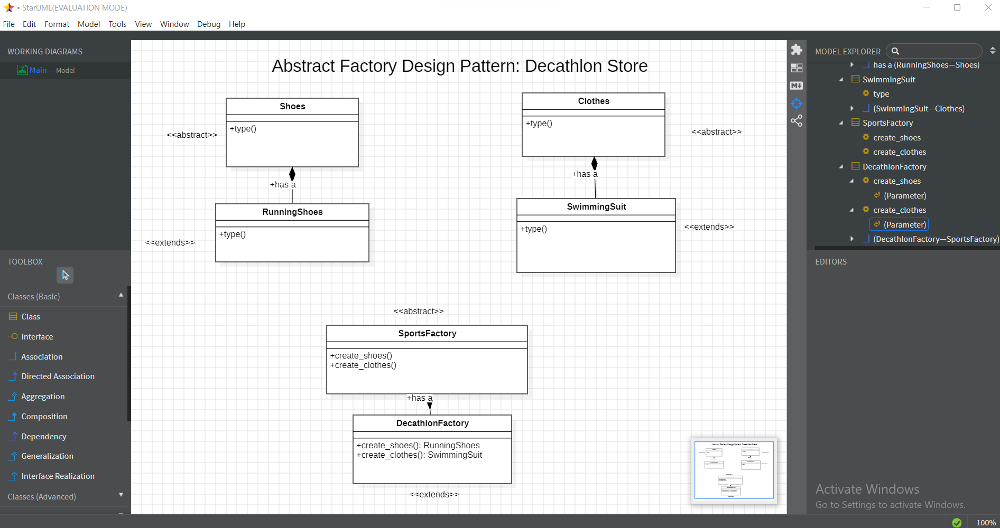 • StarUML(EVALUATION MODE)
File Edit Format Model Tools View Window Debug Help
WORKING DIAGRAMS
Main — Model
TOOLBOX
Classes (Basic)
Class
Interface
Association
Directed Association
Aggregation
Composition
Dependency
Generalization
Interface Realization
Classes (Advanced)
Abstract Factory Design Pattern: Decathlon Store
Shoes
+type()
<<abstract>>
+has a
RunningShoes
+type()
<<extends>>
Clothes
+type()
<<abstract>>
+has a
SwimmingSuit
+type()
<<extends>>
<<abstract>>
SportsFactory
+create_shoes()
+create_clothes()
+has a
DecathlonFactory
+create_shoes(): RunningShoes
+create_clothes(): SwimmingSuit
<<extends>>
M
MODEL EXPLORER
has a (RunningShoes—Shoes)
SwimmingSuit
type
(SwimmingSuit—Clothes)
SportsFactory
create_shoes
create_clothes
DecathlonFactory
create_shoes
(Parameter)
create_clothes
(Parameter)
(DecathlonFactory—SportsFactory)
EDITORS
Activate Windows
Go to Settings to activate Windows.
100%